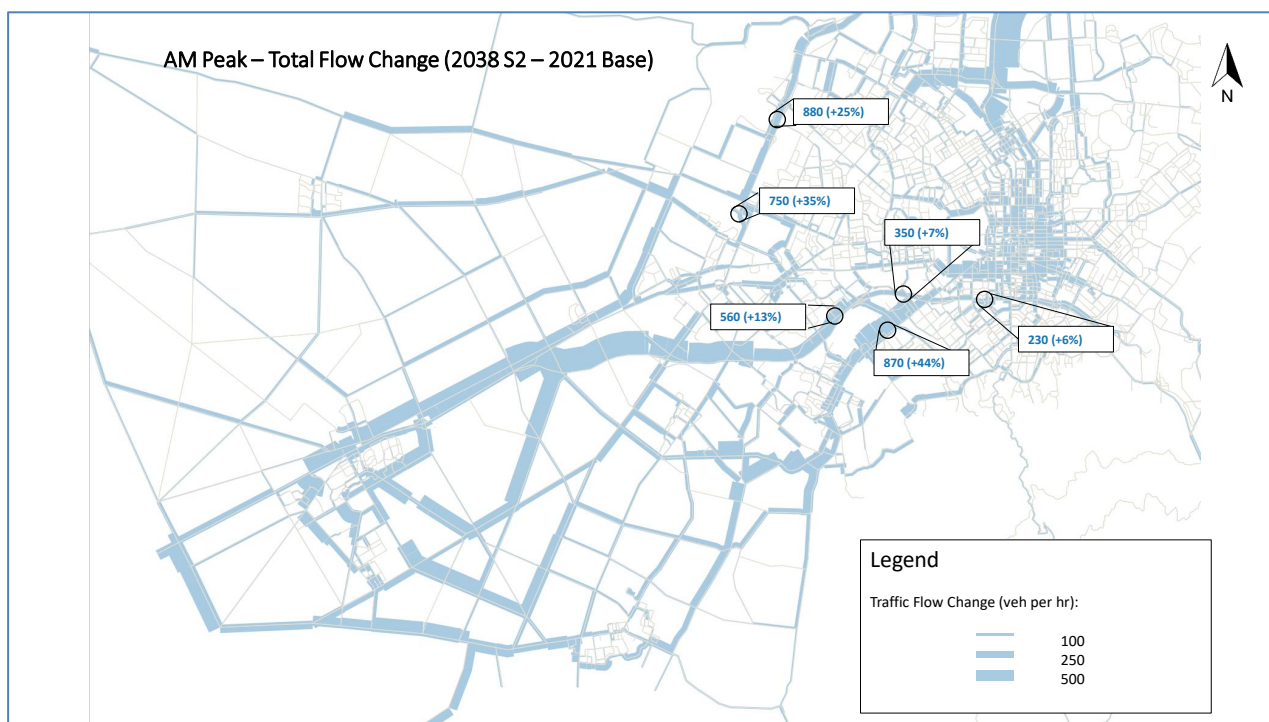 AM Peak – Total Flow Change (2038 S2 – 2021 Base)
N
880 (+25%)
750 (+35%)
350 (+7%)
560 (+13%)
230 (+6%)
870 (+44%)
Legend
Traffic Flow Change (veh per hr):
100
250
500